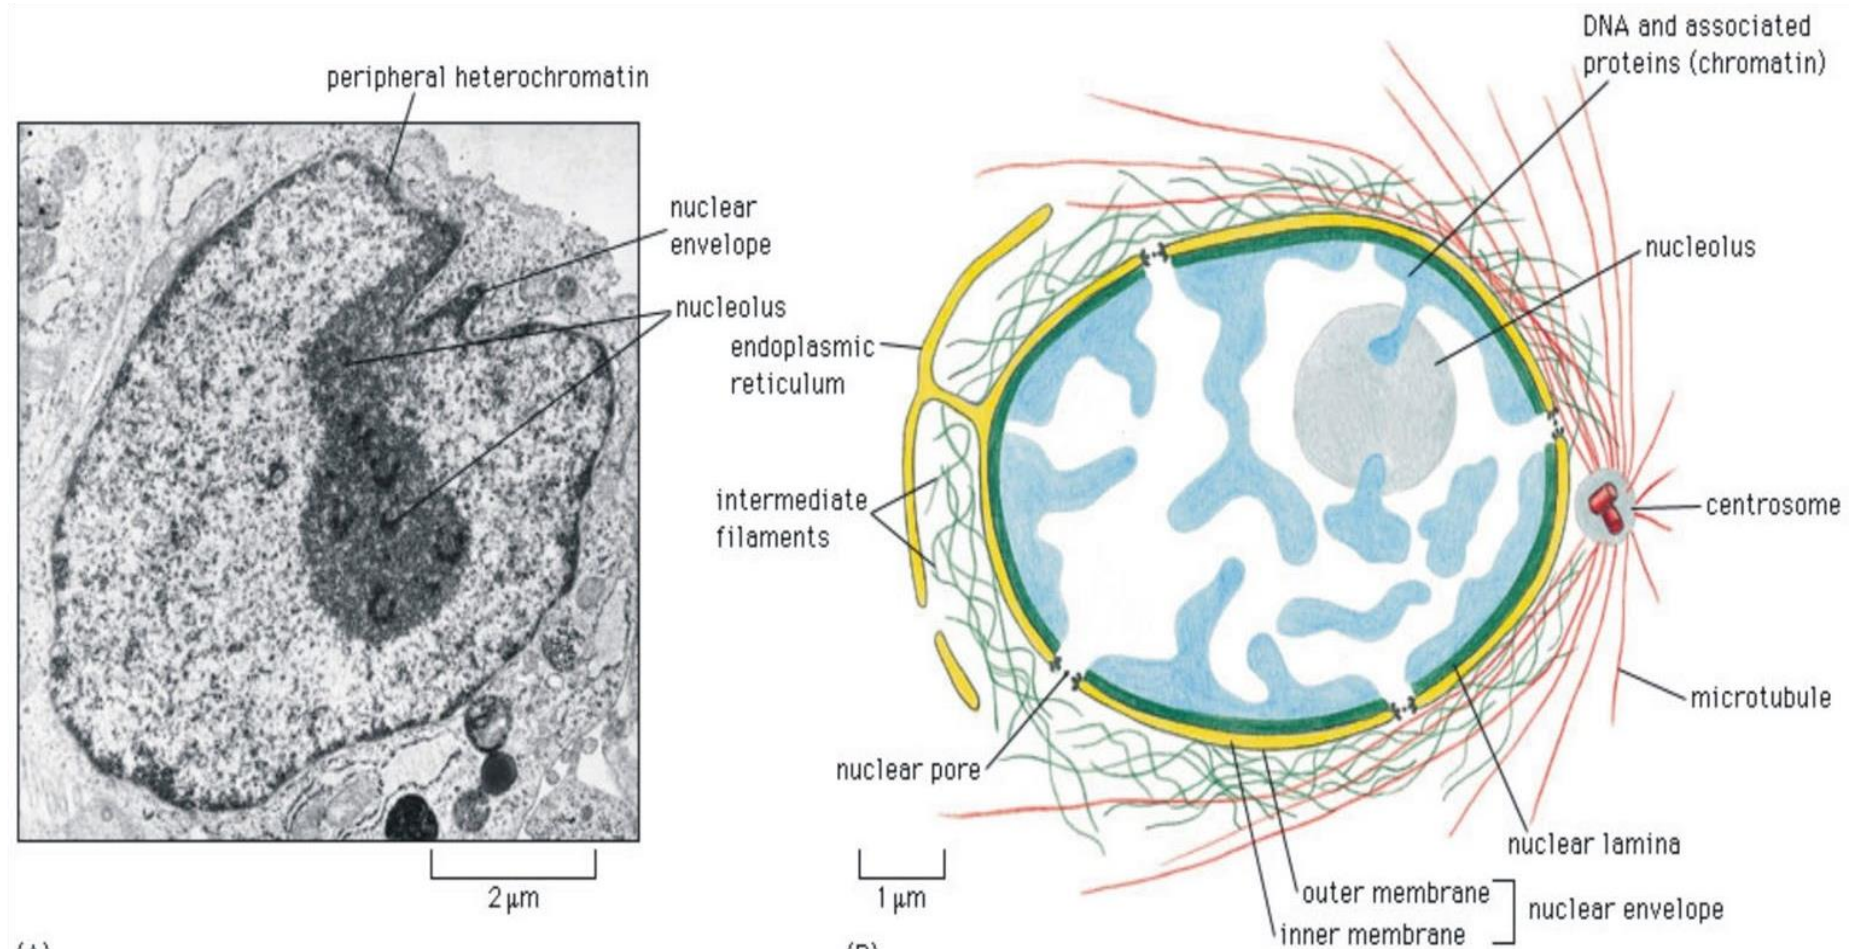 peripheral heterochromatin
nuclear
envelope
nucleolus
2 μm
DNA and associated
proteins (chromatin)
nucleolus
endoplasmic
reticulum
intermediate
filaments
centrosome
microtubule
nuclear pore
nuclear lamina
1 μm
outer membrane
inner membrane
nuclear envelope